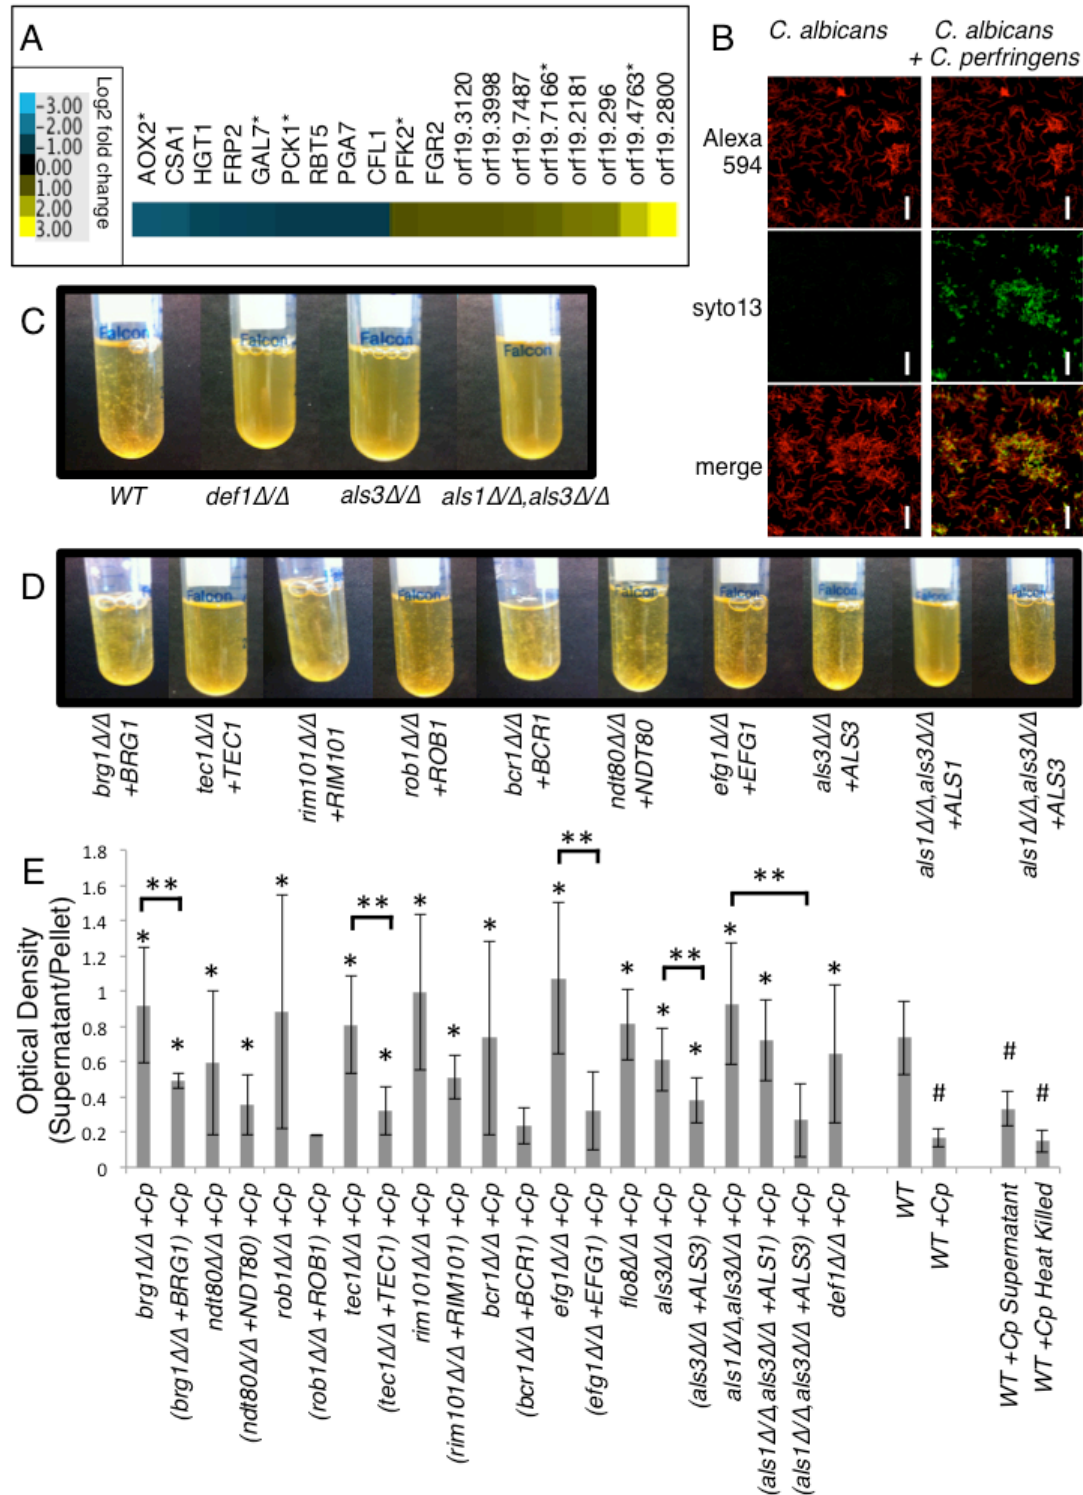 A
Log2 fold change
-3.00
-2.00
-1.00
0.00
1.00
2.00
3.00
AOX2*
CSA1
HGT1
FRP2
GAL7*
PCK1*
RBT5
PGA7
CFL1
PFK2*
FGR2
orf19.3120
orf19.3998
orf19.7487
orf19.7166*
orf19.2181
orf19.296
orf19.4763*
orf19.2800
B
C. albicans
C. albicans
+ C. perfringens
Alexa
594
syto13
merge
C
Falcon
Falcon
Falcon
Falcon
WT
def1Δ/Δ
als3Δ/Δ
als1Δ/Δ,als3Δ/Δ
D
Falcon
Falcon
Falcon
Falcon
Falcon
Falcon
Falcon
brg1Δ/Δ
+BRG1
tec1Δ/Δ
+TEC1
rim101Δ/Δ
+RIM101
rob1Δ/Δ
+ROB1
bcr1Δ/Δ
+BCR1
ndt80Δ/Δ
+NDT80
efg1Δ/Δ
+EFG1
als3Δ/Δ
+ALS3
als1Δ/Δ,als3Δ/Δ
+ALS1
als1Δ/Δ,als3Δ/Δ
+ALS3
E
Optical Density
(Supernatant/Pellet)
1.8
1.6
1.4
1.2
1
0.8
0.6
0.4
0.2
0
*
**
*
*
*
*
*
**
*
*
*
*
*
**
*
*
**
*
*
**
*
*
#
#
#
brg1Δ/Δ +Cp
(brg1Δ/Δ +BRG1) +Cp
ndt80Δ/Δ +Cp
(ndt80Δ/Δ +NDT80) +Cp
rob1Δ/Δ +Cp
(rob1Δ/Δ +ROB1) +Cp
tec1Δ/Δ +Cp
(tec1Δ/Δ +TEC1) +Cp
rim101Δ/Δ +Cp
(rim101Δ/Δ +RIM101) +Cp
bcr1Δ/Δ +Cp
(bcr1Δ/Δ +BCR1) +Cp
efg1Δ/Δ +Cp
(efg1Δ/Δ +EFG1) +Cp
flo8Δ/Δ +Cp
als3Δ/Δ +Cp
(als3Δ/Δ +ALS3) +Cp
als1Δ/Δ,als3Δ/Δ +Cp
(als1Δ/Δ,als3Δ/Δ +ALS1) +Cp
(als1Δ/Δ,als3Δ/Δ +ALS3) +Cp
def1Δ/Δ +Cp
WT
WT +Cp
WT +Cp Supernatant
WT +Cp Heat Killed